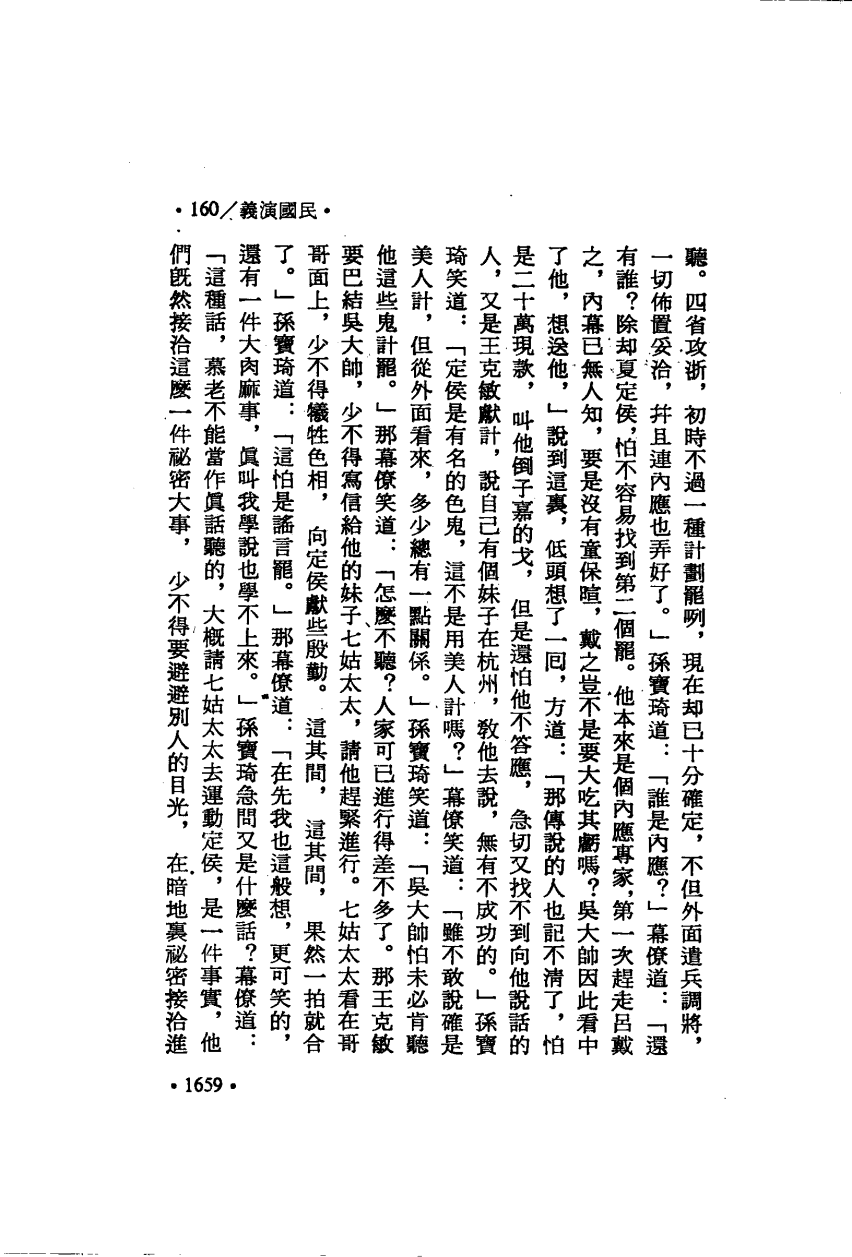 •160/義演國民•
聽。四省攻浙，初時不過一種計劃罷咧，現在却已十分確定，不但外面遣兵調將，
一切佈置妥洽，幷且連內應也弄好了。」孫寶琦道：「誰是內應？」幕僚道：「還
有誰？除却夏定侯，怕不容易找到第二個罷。他本來是個內應專家，第一次趕走呂戴
之，內幕已無人知，要是沒有童保暄，戴之豈不是要大吃其虧嗎？吳大帥因此看中
了他，想送他，」說到這裏，低頭想了一囘，方道：「那傳說的人也記不清了，怕
是二十萬現款，叫他倒子嘉的戈，但是還怕他不答應，急切又找不到向他說話的
人，又是王克敏獻計，說自己有個妹子在杭州，敎他去說，無有不成功的。」孫寶
琦笑道：「定侯是有名的色鬼，這不是用美人計嗎？」幕僚笑道：「雖不敢說確是
美人計，但從外面看來，多少總有一點關係。」孫寶琦笑道：「吳大帥怕未必肯聽
他這些鬼計罷。」那幕僚笑道：「怎麼不聽？人家可已進行得差不多了。那王克敏
要巴結吳大帥，少不得寫信給他的妹子、七姑太太，請他趕緊進行。七姑太太看在哥
哥面上，少不得犧牲色相，向定侯獻些殷勤。這其間，這其間，果然一拍就合
了。」孫寶琦道：「這怕是謠言罷。」那幕僚道：「在先我也這般想，更可笑的，
還有一件大肉麻事，眞叫我學說也學不上來。」孫寶琦急問又是什麼話？幕僚道：
「這種話，慕老不能當作眞話聽的，大概請七姑太太去運動定侯，是一件事實，他
們旣然接洽這麼一件祕密大事，少不得要避避別人的目光，在暗地裏祕密接洽進
•1659•